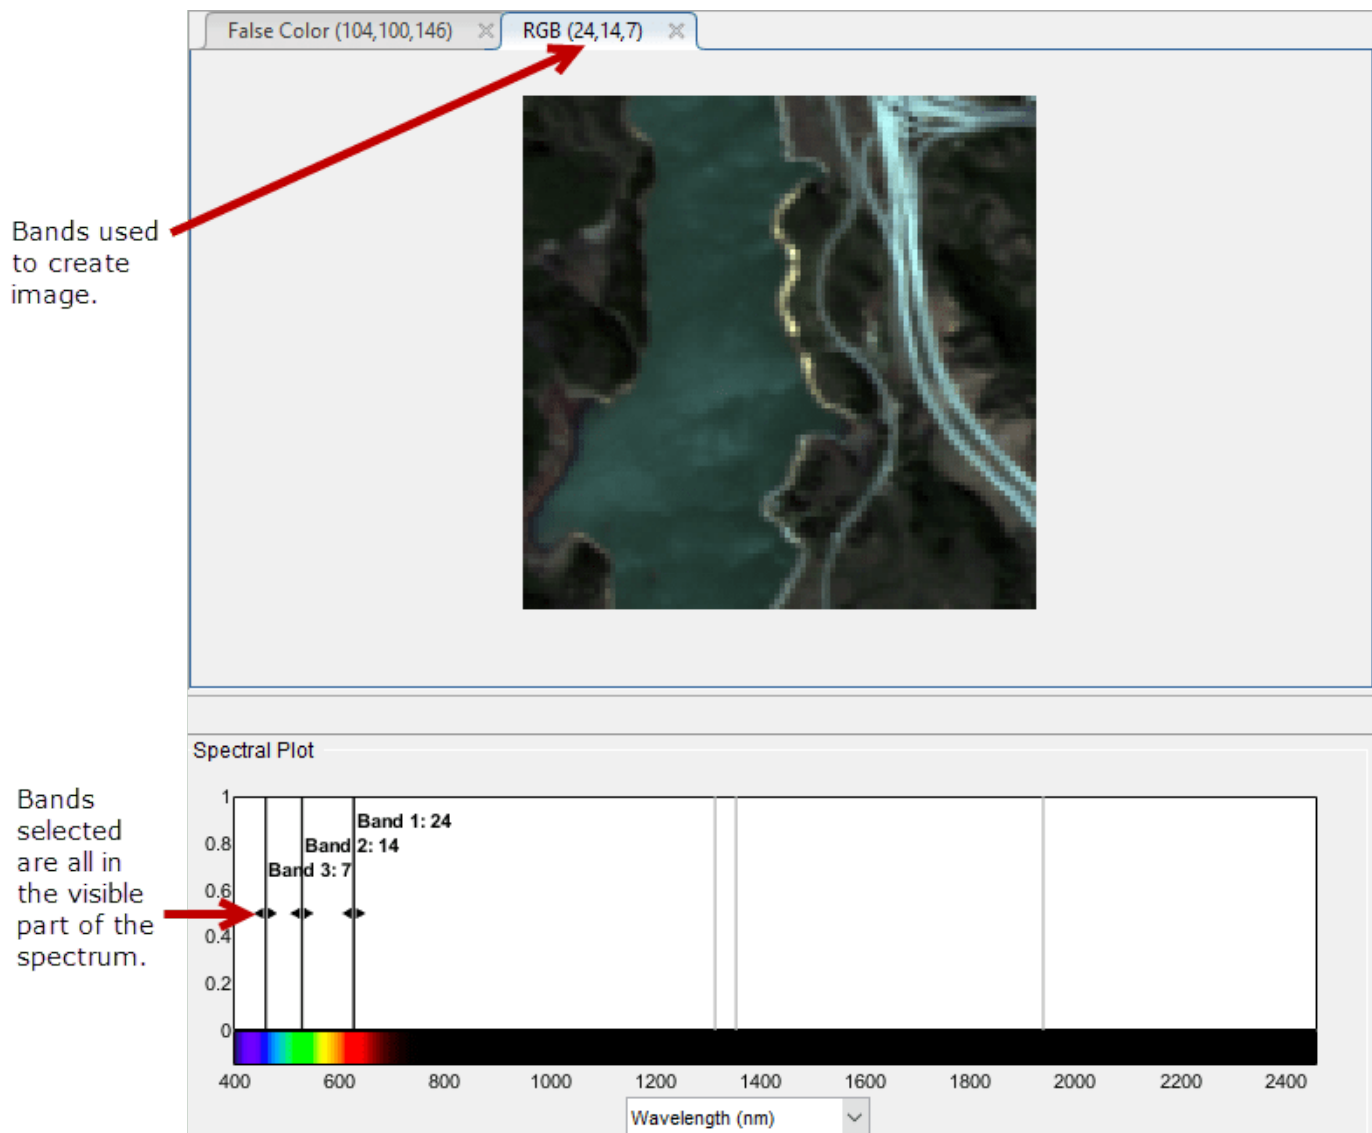 False Color (104,100,146)
RGB (24,14,7)
Bands used
to create
image.
Spectral Plot
Bands
selected
are all in
the visible
part of the
spectrum.
1
0.8
0.6
0.4
0.2
0
Band 1: 24
Band 2: 14
Band 3: 7
400 600 800 1000 1200 1400 1600 1800 2000 2200 2400
Wavelength (nm)